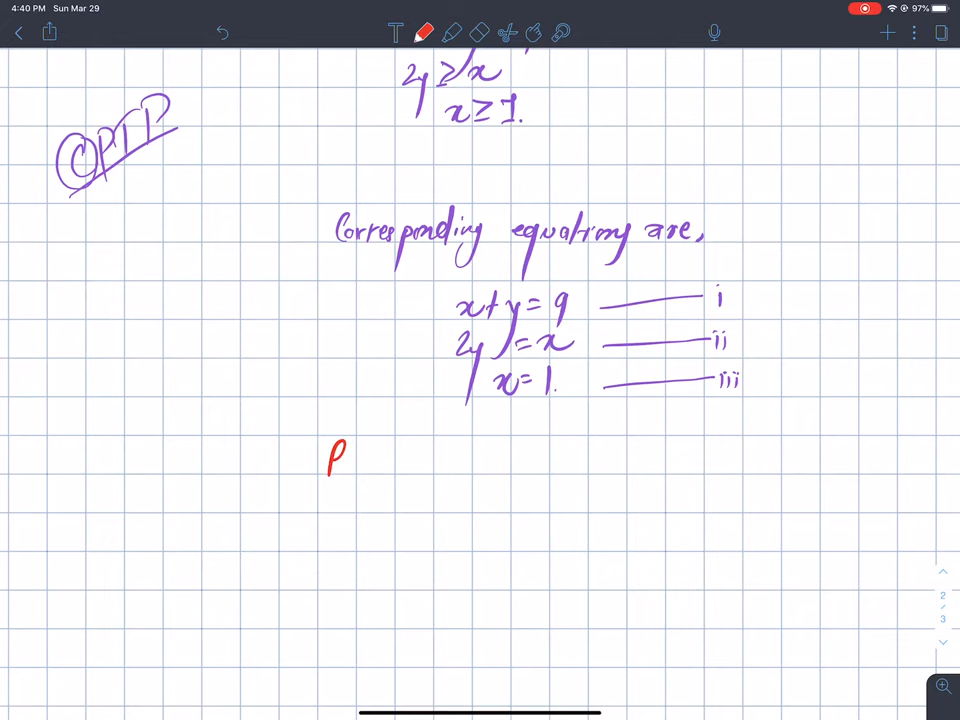 4:40 PM Sun Mar 29
97%
T
2y ≥ x
x ≥ 1.
Corresponding equations are,
x + y = 9 —— i
2y = x —— ii
x = 1. —— iii
P
2
/
3